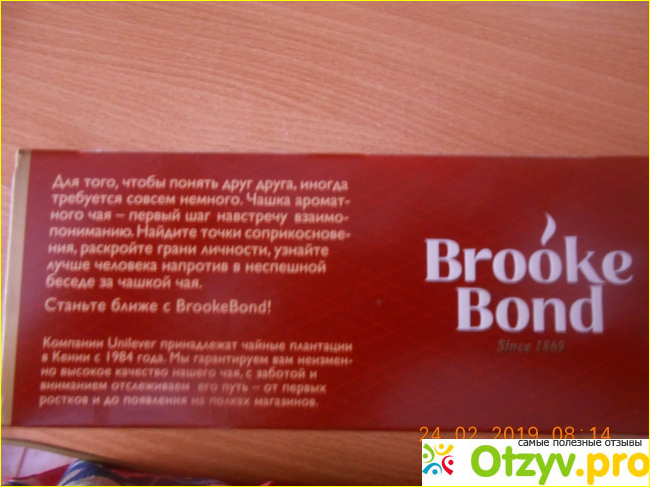 Для того, чтобы понять друг друга, иногда
требуется совсем немного. Чашка аромат-
ного чая – первый шаг навстречу взаимо-
пониманию. Найдите точки соприкоснове-
ния, раскройте грани личности, узнайте
лучше человека напротив в неспешной
беседе за чашкой чая.
Станьте ближе с BrookeBond!
Компании Unilever принадлежат чайные плантации
в Кении с 1984 года. Мы гарантируем вам неизмен-
но высокое качество нашего чая, с заботой и
вниманием отслеживаем его путь – от первых
ростков и до появления на полках магазинов.
Brooke
Bond
Since 1869
24 02 2019 08:14
самые полезные отзывы
Otzyv.pro